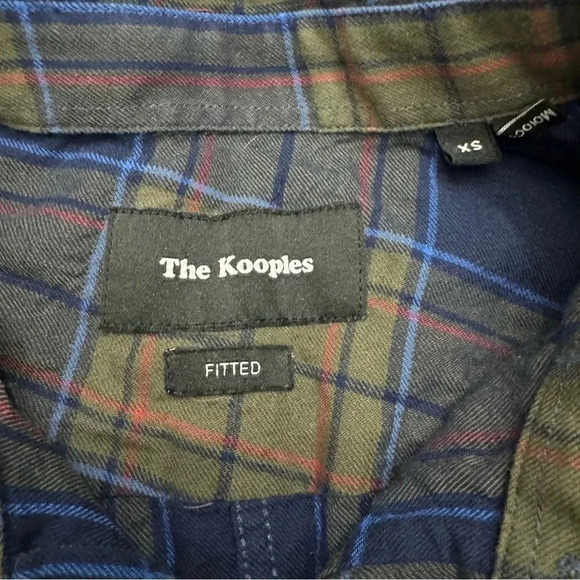 The Kooples
FITTED
XS